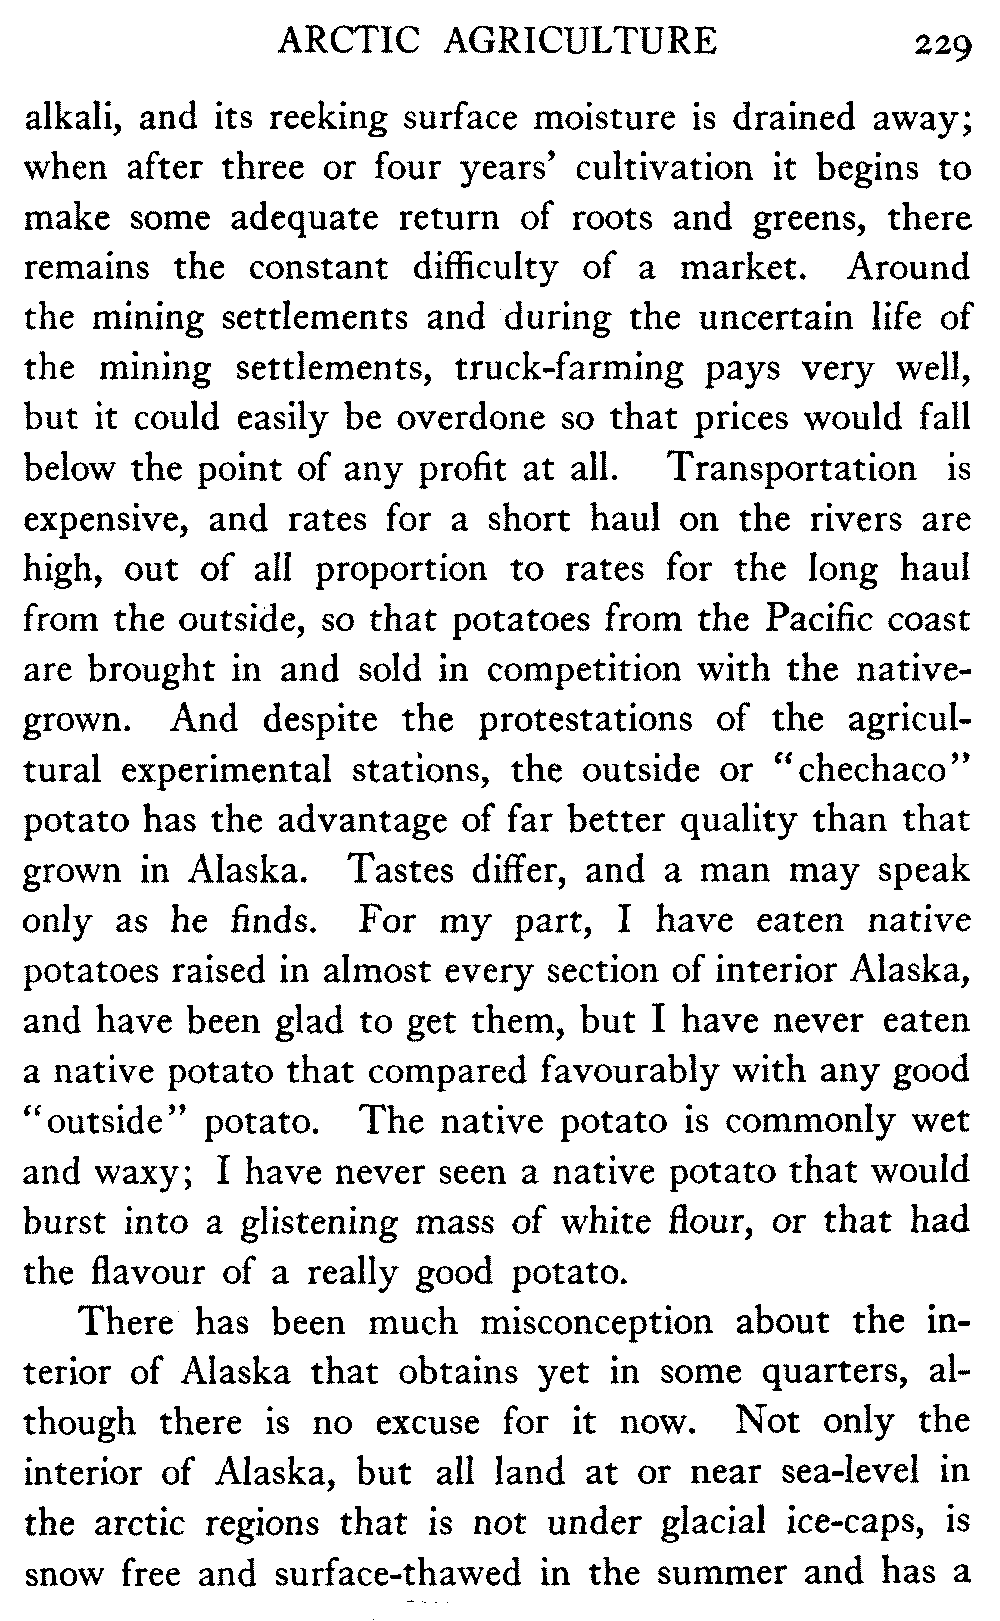 ARCTIC AGRICULTURE 229
alkali, and its reeking surface moisture is drained away;
when after three or four years' cultivation it begins to
make some adequate return of roots and greens, there
remains the constant difficulty of a market. Around
the mining settlements and during the uncertain life of
the mining settlements, truck-farming pays very well,
but it could easily be overdone so that prices would fall
below the point of any profit at all. Transportation is
expensive, and rates for a short haul on the rivers are
high, out of all proportion to rates for the long haul
from the outside, so that potatoes from the Pacific coast
are brought in and sold in competition with the native-
grown. And despite the protestations of the agricul-
tural experimental stations, the outside or "chechaco"
potato has the advantage of far better quality than that
grown in Alaska. Tastes differ, and a man may speak
only as he finds. For my part, I have eaten native
potatoes raised in almost every section of interior Alaska,
and have been glad to get them, but I have never eaten
a native potato that compared favourably with any good
"outside" potato. The native potato is commonly wet
and waxy; I have never seen a native potato that would
burst into a glistening mass of white flour, or that had
the flavour of a really good potato.
There has been much misconception about the in-
terior of Alaska that obtains yet in some quarters, al-
though there is no excuse for it now. Not only the
interior of Alaska, but all land at or near sea-level in
the arctic regions that is not under glacial ice-caps, is
snow free and surface-thawed in the summer and has a